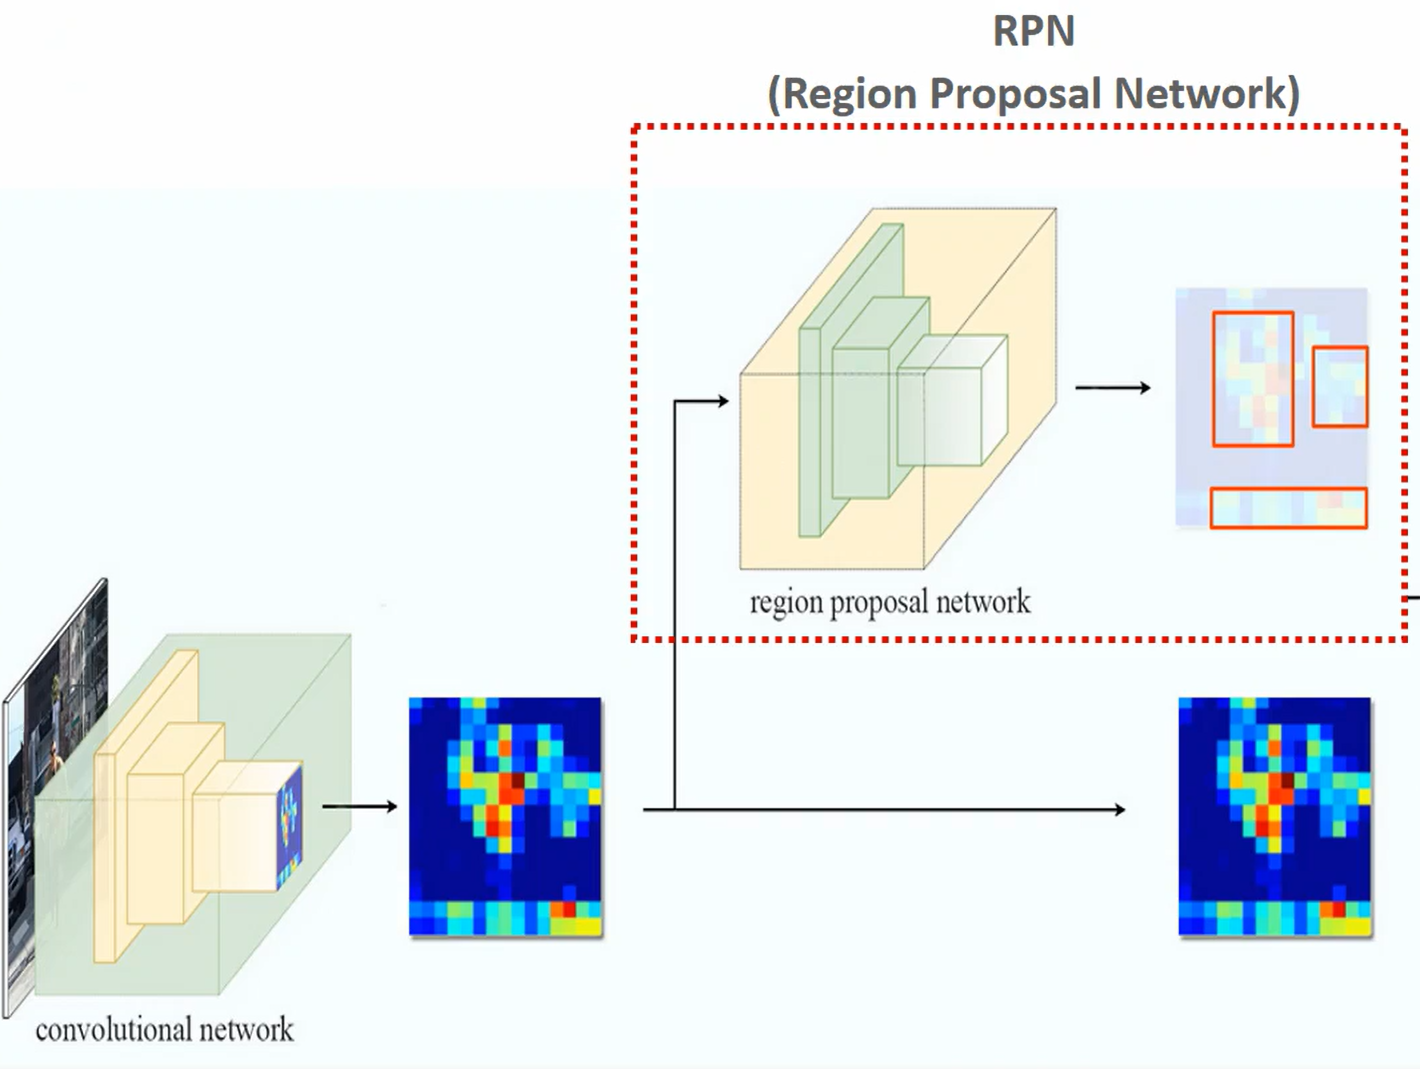 RPN
(Region Proposal Network)
region proposal network
convolutional network